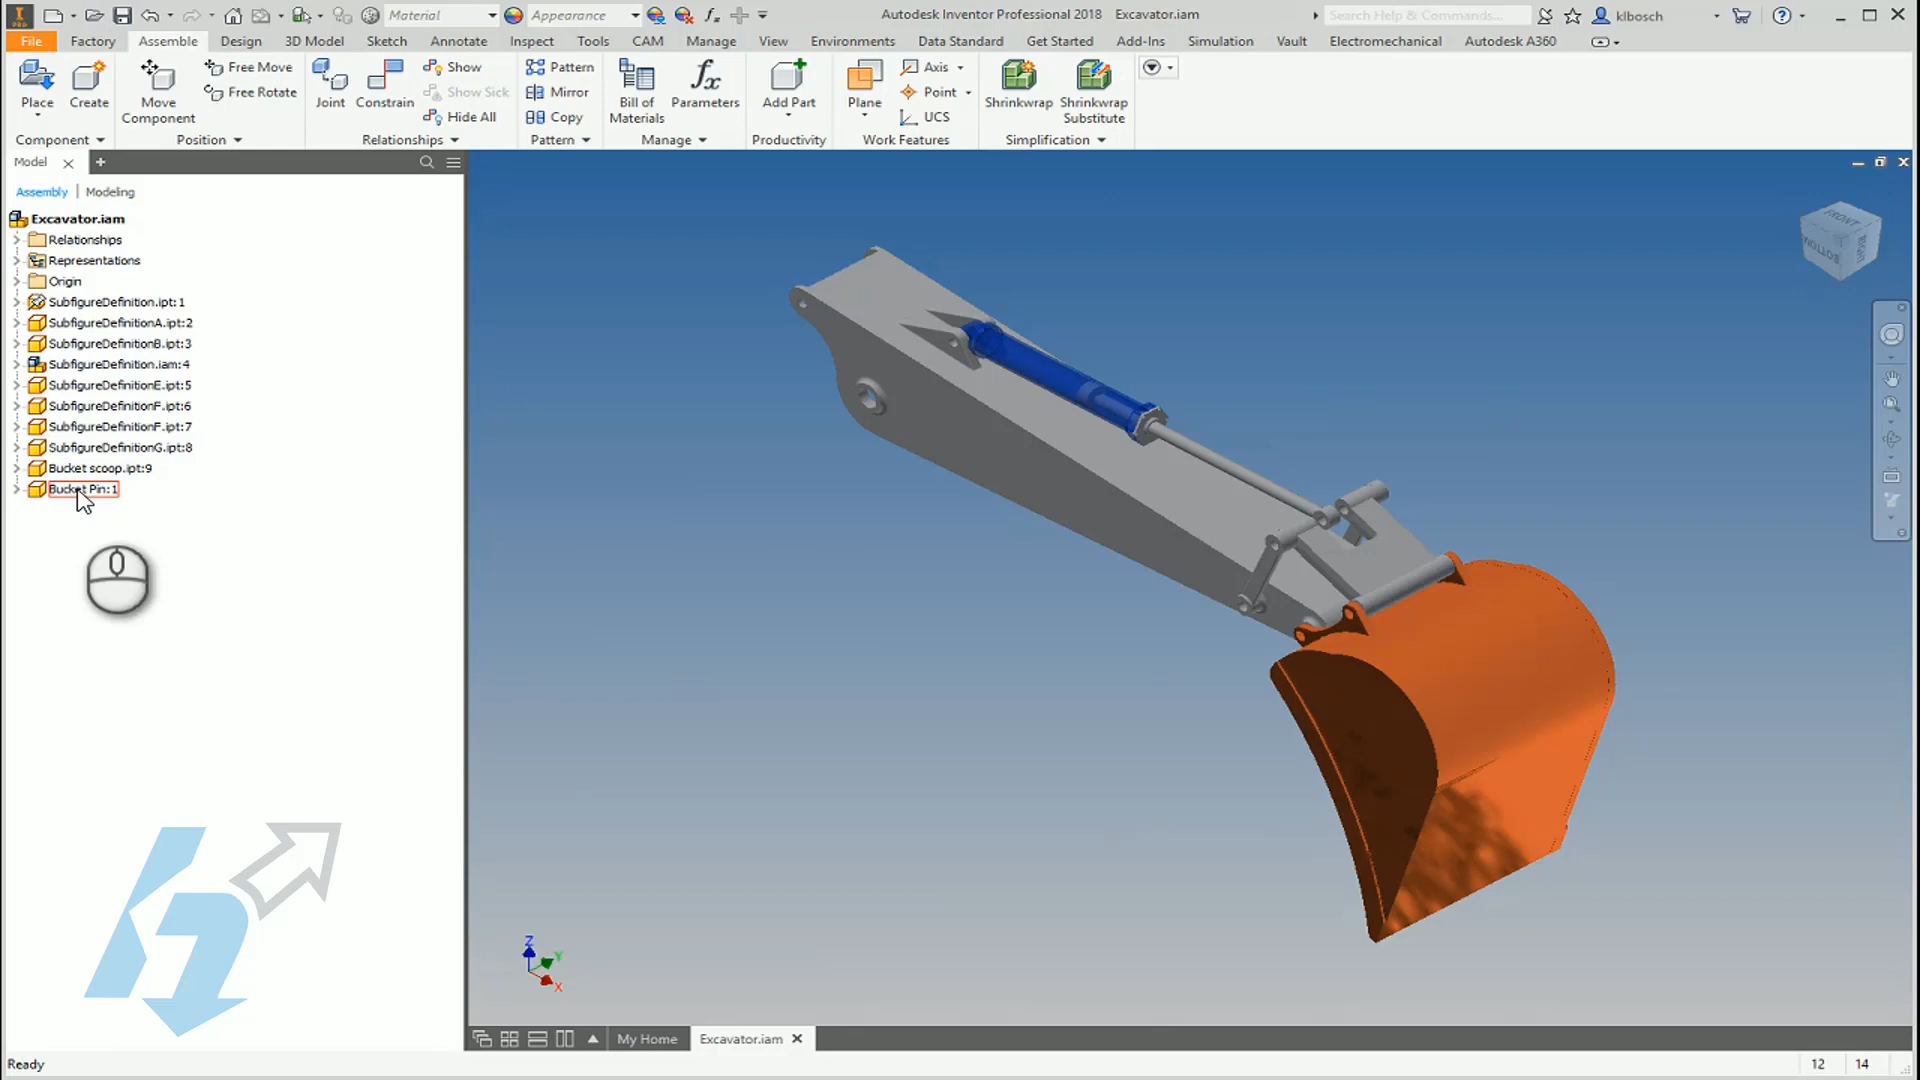 Material
Appearance
Autodesk Inventor Professional 2018 Excavator.iam
Search Help & Commands...
klbosch
File Factory Assemble Design 3D Model Sketch Annotate Inspect Tools CAM Manage View Environments Data Standard Get Started Add-Ins Simulation Vault Electromechanical Autodesk A360
Place
Create
Move Component
Free Move
Free Rotate
Joint
Constrain
Show
Show Sick
Hide All
Pattern
Mirror
Copy
Bill of Materials
Parameters
Add Part
Plane
Axis
Point
UCS
Shrinkwrap
Shrinkwrap Substitute
Component Position Relationships Pattern Manage Productivity Work Features Simplification
Model
Assembly | Modeling
Excavator.iam
Relationships
Representations
Origin
SubfigureDefinition.ipt:1
SubfigureDefinitionA.ipt:2
SubfigureDefinitionB.ipt:3
SubfigureDefinition.iam:4
SubfigureDefinitionE.ipt:5
SubfigureDefinitionF.ipt:6
SubfigureDefinitionF.ipt:7
SubfigureDefinitionG.ipt:8
Bucket scoop.ipt:9
Bucket Pin:1
FRONT
RIGHT
BOTTOM
Z
Y
X
My Home
Excavator.iam
Ready
12 14